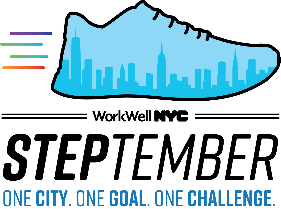 WorkWell NYC
STEPTEMBER
ONE CITY. ONE GOAL. ONE CHALLENGE.